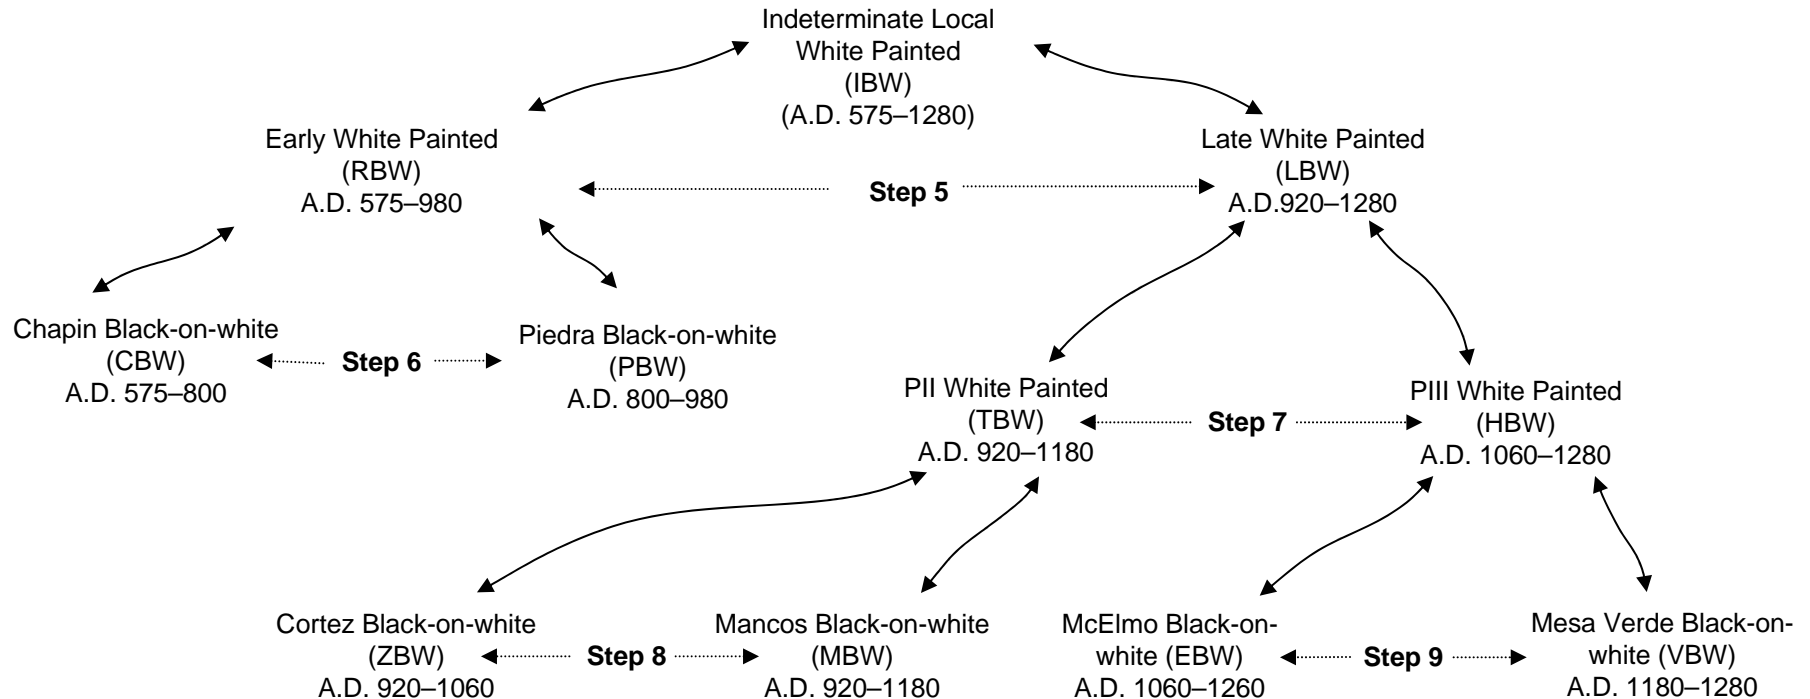 Indeterminate Local
White Painted
(IBW)
(A.D. 575–1280)
Early White Painted
(RBW)
A.D. 575–980
Step 5
Late White Painted
(LBW)
A.D.920–1280
Chapin Black-on-white
(CBW)
A.D. 575–800
Step 6
Piedra Black-on-white
(PBW)
A.D. 800–980
PII White Painted
(TBW)
A.D. 920–1180
Step 7
PIII White Painted
(HBW)
A.D. 1060–1280
Cortez Black-on-white
(ZBW)
A.D. 920–1060
Step 8
Mancos Black-on-white
(MBW)
A.D. 920–1180
McElmo Black-on-
white (EBW)
A.D. 1060–1260
Step 9
Mesa Verde Black-on-
white (VBW)
A.D. 1180–1280